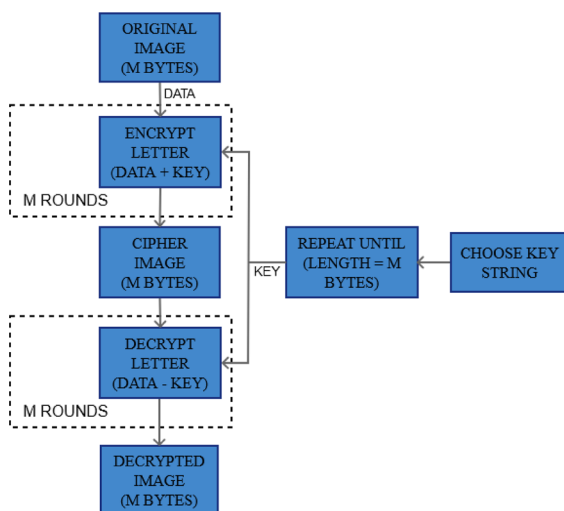 ORIGINAL
IMAGE
(M BYTES)
DATA
ENCRYPT
LETTER
(DATA + KEY)
M ROUNDS
CIPHER
IMAGE
(M BYTES)
KEY
REPEAT UNTIL
(LENGTH = M
BYTES)
CHOOSE KEY
STRING
DECRYPT
LETTER
(DATA - KEY)
M ROUNDS
DECRYPTED
IMAGE
(M BYTES)